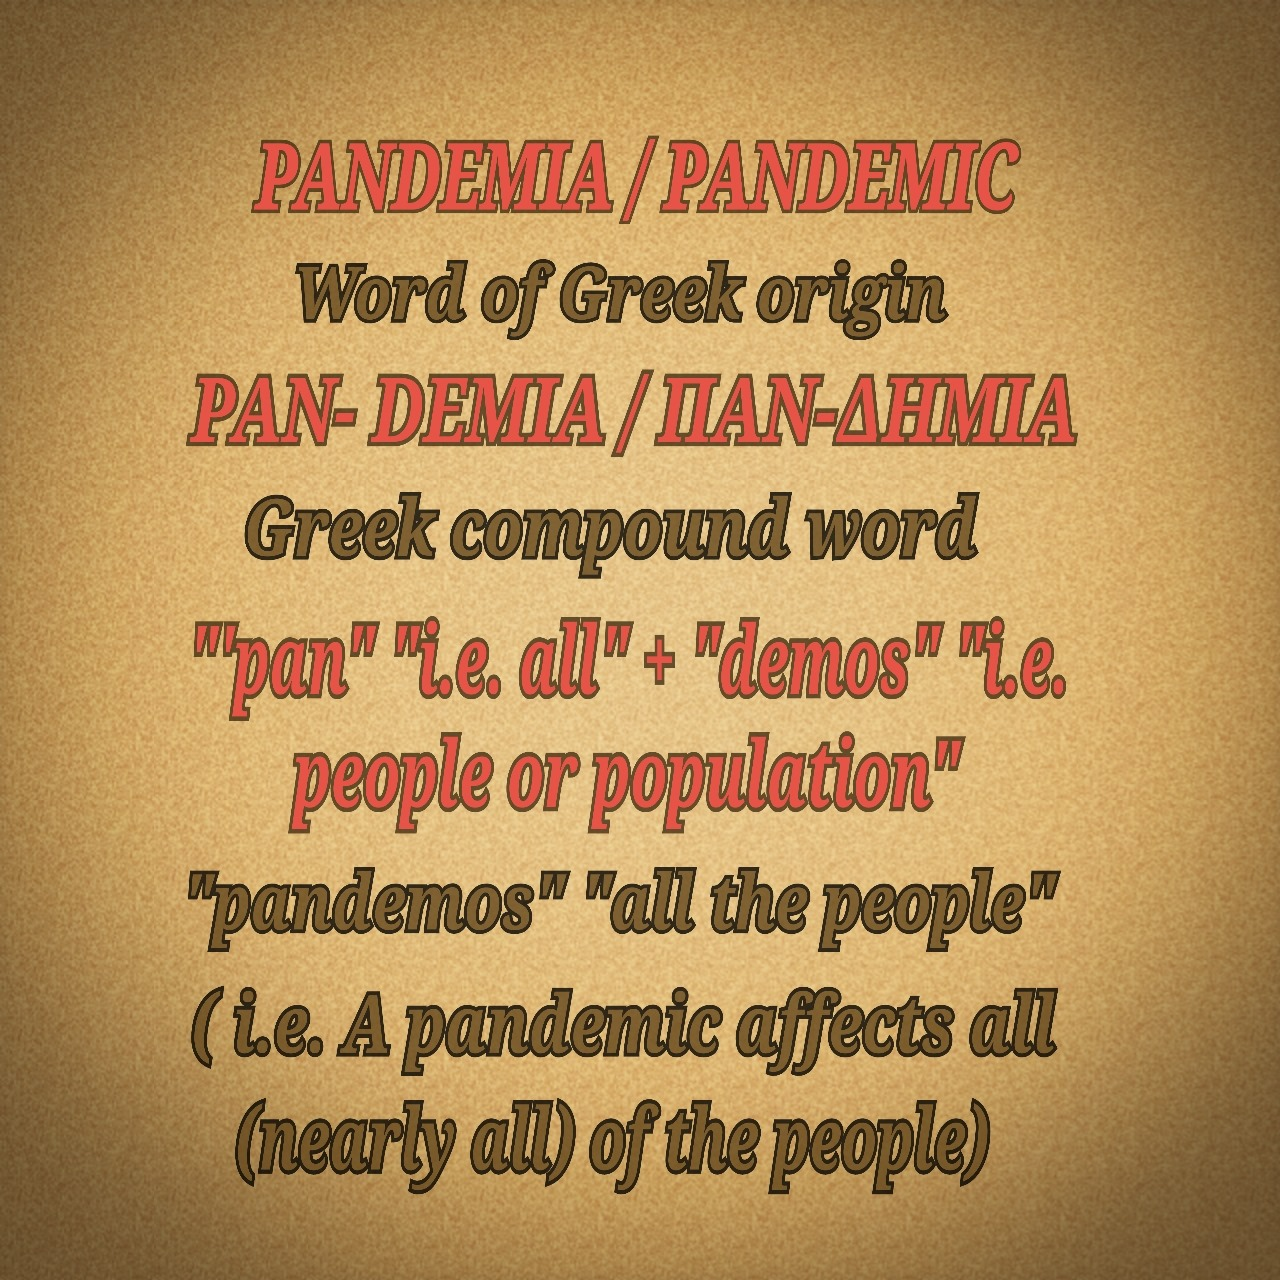 PANDEMIA / PANDEMIC
Word of Greek origin
PAN- DEMIA / ΠΑΝ-ΔΗΜΙΑ
Greek compound word
"'pan" "i.e. all" + "demos" "i.e.
people or population"
"pandemos" "all the people"
( i.e. A pandemic affects all
(nearly all) of the people)